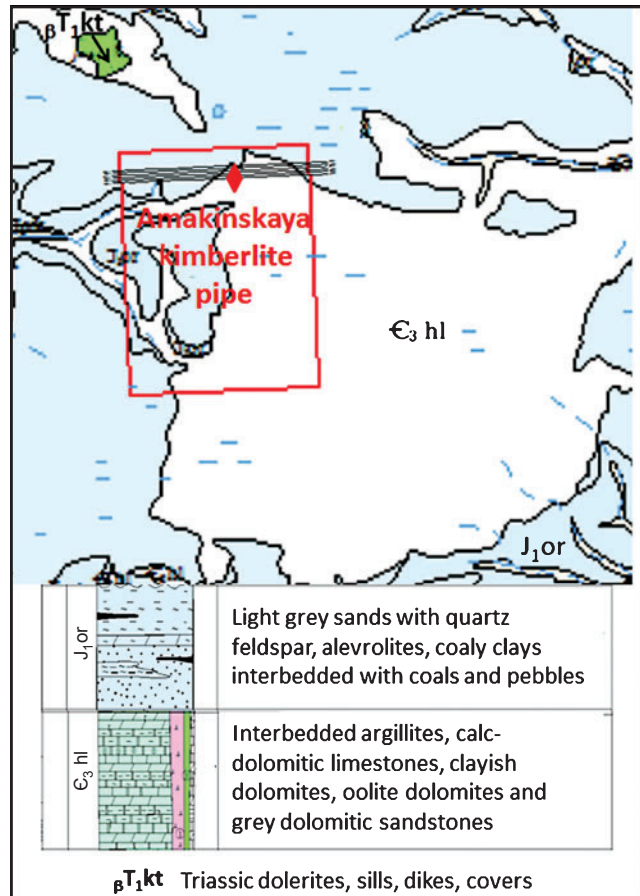 βT₁kt
Amakinskaya
kimberlite
pipe
Є₃ hl
J₁or
J₁or
Light grey sands with quartz
feldspar, alevrolites, coaly clays
interbedded with coals and pebbles
Є₃ hl
Interbedded argillites, calc-
dolomitic limestones, clayish
dolomites, oolite dolomites and
grey dolomitic sandstones
βT₁kt Triassic dolerites, sills, dikes, covers